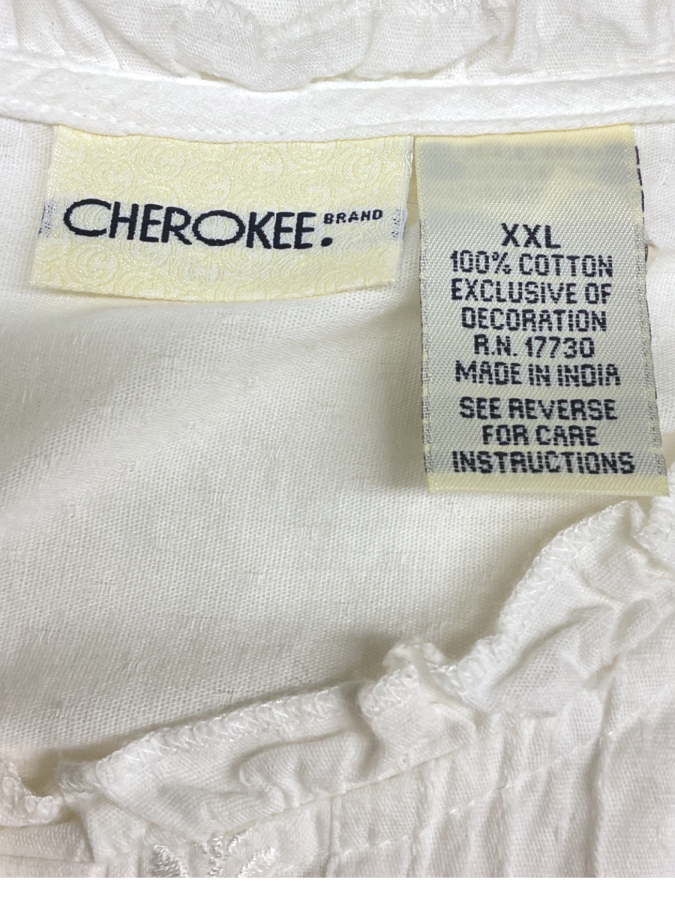 CHEROKEE. BRAND
XXL
100% COTTON
EXCLUSIVE OF
DECORATION
R.N. 17730
MADE IN INDIA
SEE REVERSE
FOR CARE
INSTRUCTIONS